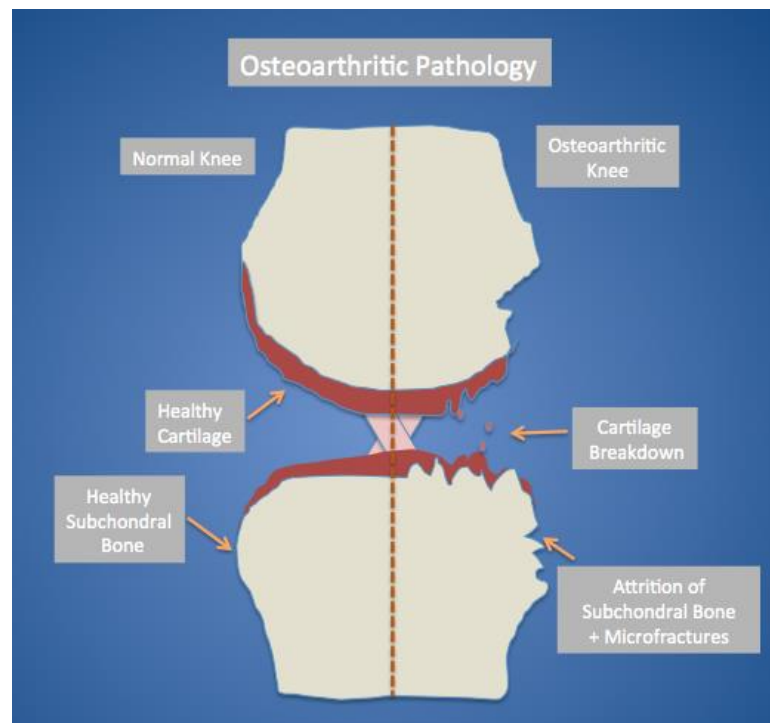 Osteoarthritic Pathology
Normal Knee
Osteoarthritic
Knee
Healthy
Cartilage
Cartilage
Breakdown
Healthy
Subchondral
Bone
Attrition of
Subchondral Bone
+ Microfractures